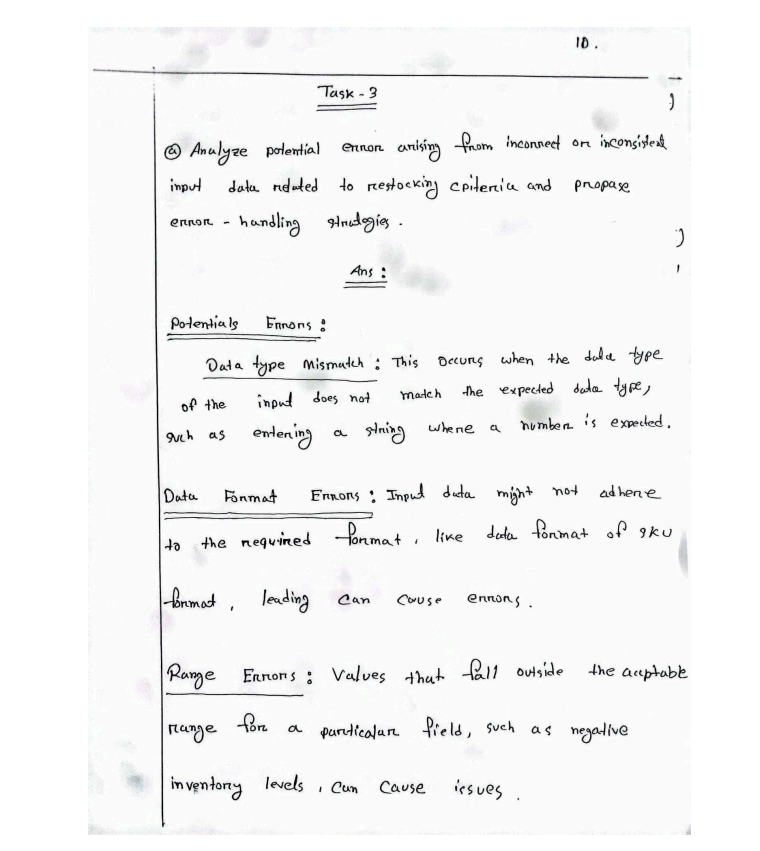 10.
Task - 3
ⓐ Analyze potential error arising from incorrect or inconsistent
input data related to restocking criteria and propase
error - handling strategies.
Ans :
Potentials Errors :
Data type Mismatch : This occurs when the data type
of the input does not match the expected data type,
such as entering a string where a number is expected.
Data Format Errors : Input data might not adhere
to the required format, like data format of SKU
format, leading can couse errors.
Range Errors : Values that fall outside the acceptable
range for a particular field, such as negative
inventory levels, can cause issues.